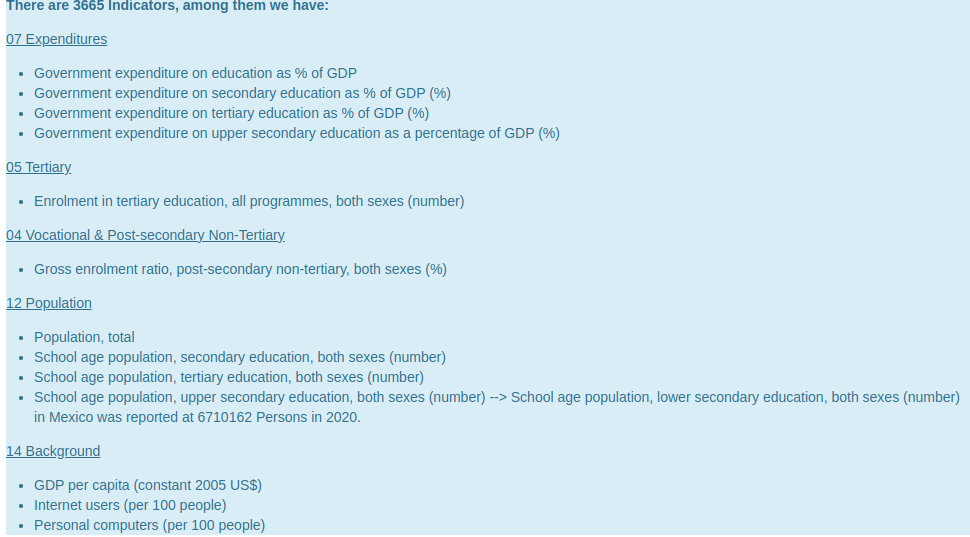 There are 3665 Indicators, among them we have:
07 Expenditures
• Government expenditure on education as % of GDP
• Government expenditure on secondary education as % of GDP (%)
• Government expenditure on tertiary education as % of GDP (%)
• Government expenditure on upper secondary education as a percentage of GDP (%)
05 Tertiary
• Enrolment in tertiary education, all programmes, both sexes (number)
04 Vocational & Post-secondary Non-Tertiary
• Gross enrolment ratio, post-secondary non-tertiary, both sexes (%)
12 Population
• Population, total
• School age population, secondary education, both sexes (number)
• School age population, tertiary education, both sexes (number)
• School age population, upper secondary education, both sexes (number) --> School age population, lower secondary education, both sexes (number)
in Mexico was reported at 6710162 Persons in 2020.
14 Background
• GDP per capita (constant 2005 US$)
• Internet users (per 100 people)
• Personal computers (per 100 people)